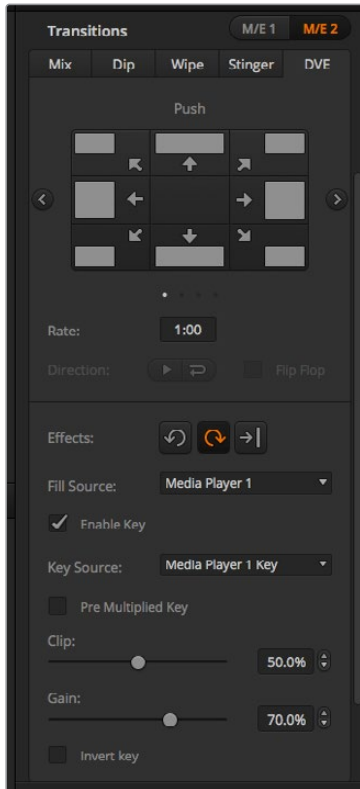 Transitions M/E 1 M/E 2
Mix Dip Wipe Stinger DVE
Push
Rate: 1:00
Direction: Flip Flop
Effects:
Fill Source: Media Player 1
Enable Key
Key Source: Media Player 1 Key
Pre Multiplied Key
Clip:
50.0%
Gain:
70.0%
Invert key